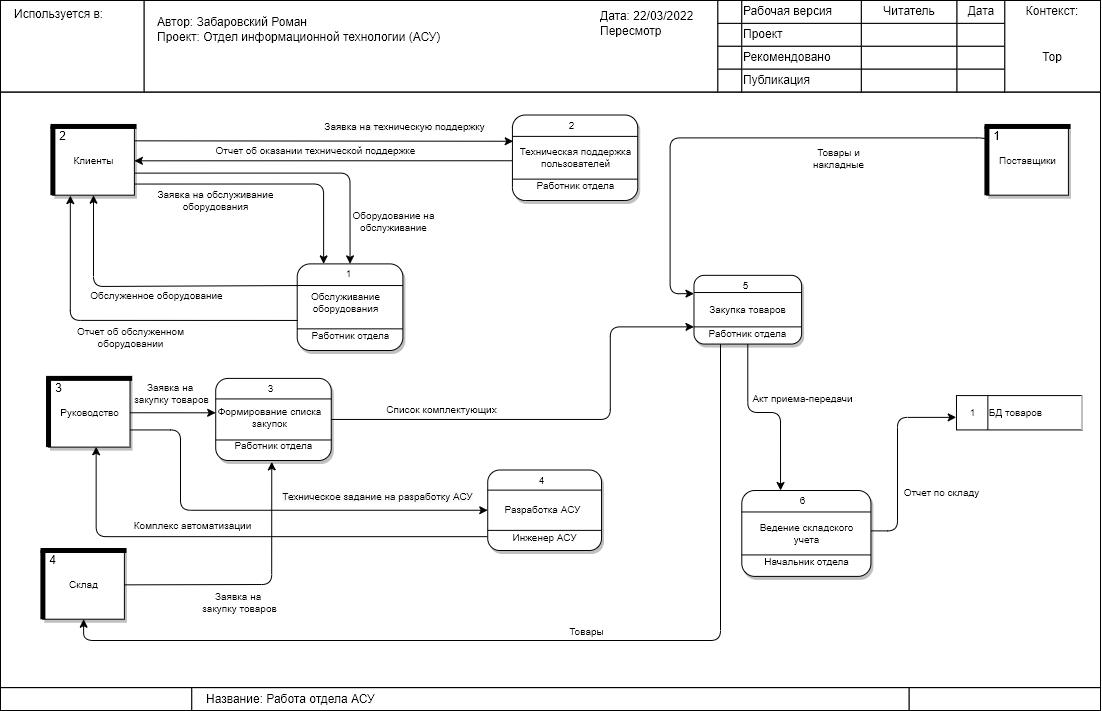 Используется в:
Автор: Забаровский Роман
Проект: Отдел информационной технологии (АСУ)
Дата: 22/03/2022
Пересмотр
Рабочая версия
Проект
Рекомендовано
Публикация
Читатель
Дата
Контекст:
Top
2
Клиенты
Заявка на техническую поддержку
Отчет об оказании технической поддержке
2
Техническая поддержка
пользователей
Работник отдела
Товары и
накладные
1
Поставщики
Заявка на обслуживание
оборудования
Оборудование на
обслуживание
1
Обслуживание
оборудования
Работник отдела
Обслуженное оборудование
Отчет об обслуженном
оборудовании
5
Закупка товаров
Работник отдела
3
Руководство
Заявка на
закупку товаров
3
Формирование списка
закупок
Работник отдела
Список комплектующих
Акт приема-передачи
1
БД товаров
Техническое задание на разработку АСУ
Комплекс автоматизации
4
Разработка АСУ
Инженер АСУ
6
Ведение складского
учета
Начальник отдела
Отчет по складу
4
Склад
Заявка на
закупку товаров
Товары
Название: Работа отдела АСУ